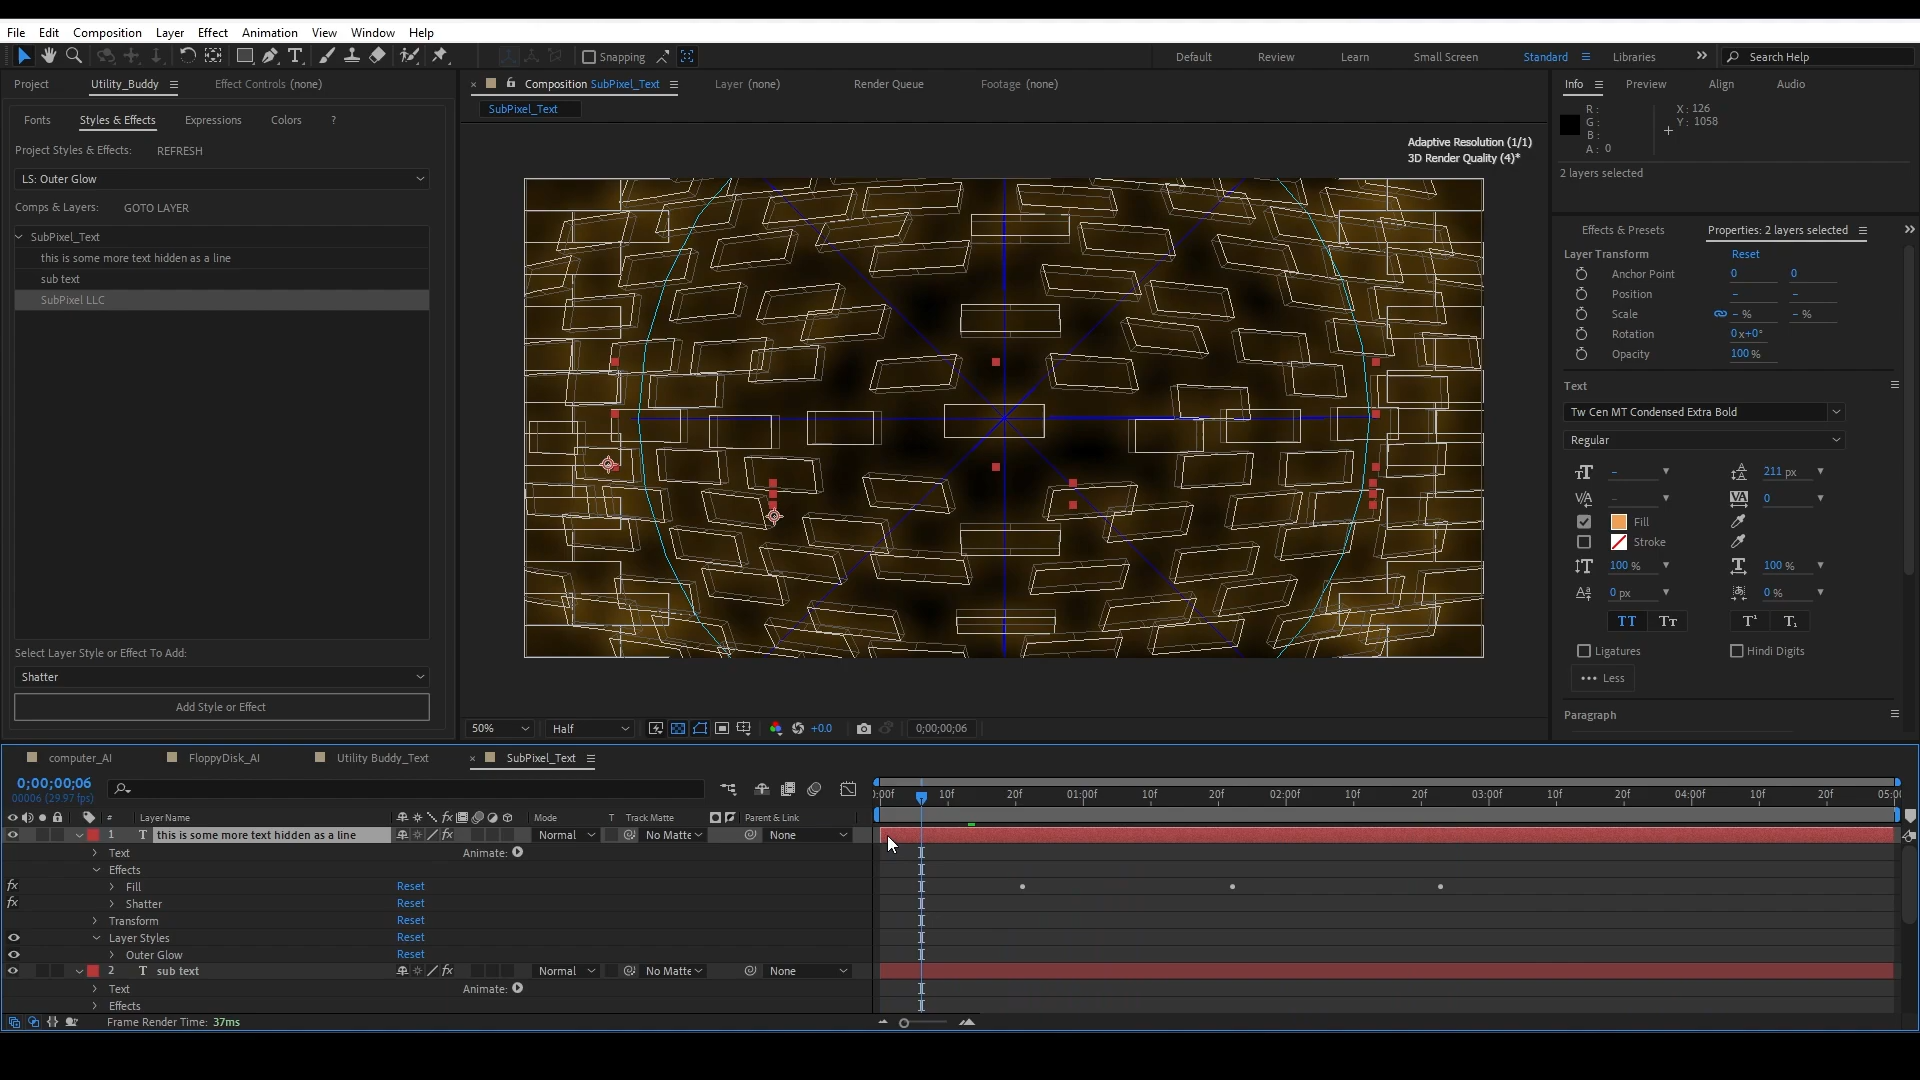 File Edit Composition Layer Effect Animation View Window Help
Snapping
Default Review Learn Small Screen Standard Libraries Search Help
Project Utility_Buddy Effect Controls (none)
Composition SubPixel_Text Layer (none) Render Queue Footage (none)
Info Preview Align Audio
SubPixel_Text
R : X : 126
G : Y : 1058
B :
A : 0
Fonts Styles & Effects Expressions Colors ?
Project Styles & Effects: REFRESH
LS: Outer Glow
Comps & Layers: GOTO LAYER
SubPixel_Text
this is some more text hidden as a line
sub text
SubPixel LLC
Select Layer Style or Effect To Add:
Shatter
Add Style or Effect
Adaptive Resolution (1/1)
3D Render Quality (4)*
50% Half +0.0 0;00;00;06
2 layers selected
Effects & Presets Properties: 2 layers selected
Layer Transform Reset
Anchor Point 0 0
Position – –
Scale – % – %
Rotation 0x+0°
Opacity 100 %
Text
Tw Cen MT Condensed Extra Bold
Regular
– 211 px
– 0
Fill
Stroke
100 % 100 %
0 px 0 %
TT Tт T¹ T₁
Ligatures Hindi Digits
••• Less
Paragraph
computer_AI FloppyDisk_AI Utility Buddy_Text SubPixel_Text
0;00;00;06
00006 (29.97 fps)
):00f 10f 20f 01:00f 10f 20f 02:00f 10f 20f 03:00f 10f 20f 04:00f 10f 20f 05:00
# Layer Name Mode T Track Matte Parent & Link
1 T this is some more text hidden as a line Normal No Matte None
Text Animate:
Effects
fx Fill Reset
fx Shatter Reset
Transform Reset
Layer Styles Reset
Outer Glow Reset
2 T sub text Normal No Matte None
Text Animate:
Effects
Frame Render Time: 37ms